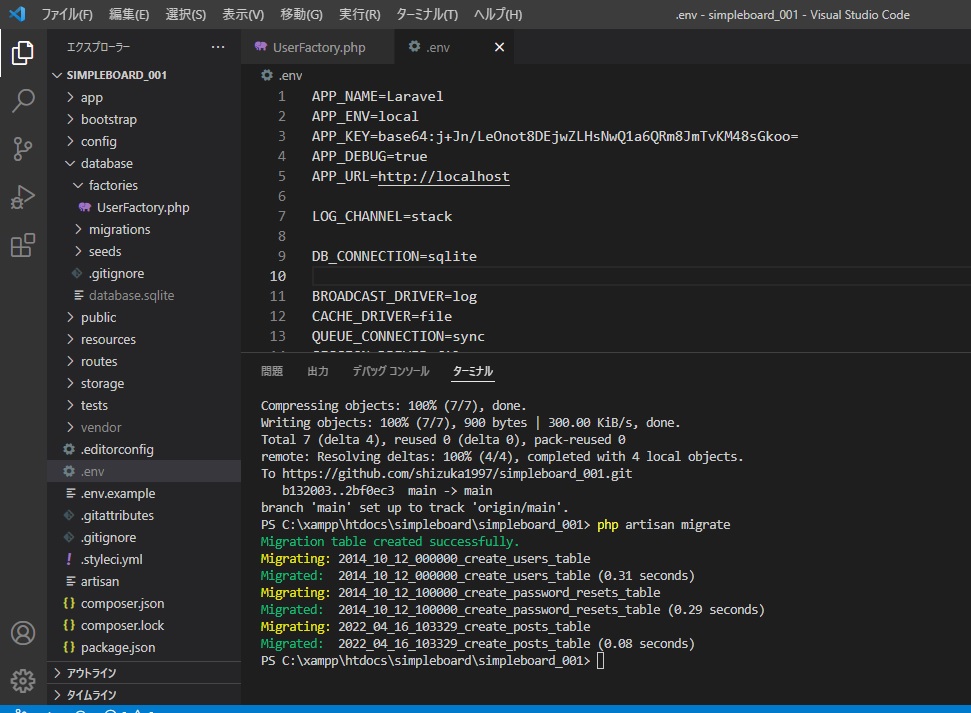 ファイル(F) 編集(E) 選択(S) 表示(V) 移動(G) 実行(R) ターミナル(T) ヘルプ(H) .env - simpleboard_001 - Visual Studio Code
エクスプローラー ···
SIMPLEBOARD_001
app
bootstrap
config
database
factories
UserFactory.php
migrations
seeds
.gitignore
database.sqlite
public
resources
routes
storage
tests
vendor
.editorconfig
.env
.env.example
.gitattributes
.gitignore
.styleci.yml
artisan
composer.json
composer.lock
package.json
アウトライン
タイムライン
UserFactory.php .env
.env
1 APP_NAME=Laravel
2 APP_ENV=local
3 APP_KEY=base64:j+Jn/LeOnot8DEjwZLHsNwQ1a6QRm8JmTvKM48sGkoo=
4 APP_DEBUG=true
5 APP_URL=http://localhost
6
7 LOG_CHANNEL=stack
8
9 DB_CONNECTION=sqlite
10
11 BROADCAST_DRIVER=log
12 CACHE_DRIVER=file
13 QUEUE_CONNECTION=sync
問題 出力 デバッグ コンソール ターミナル
Compressing objects: 100% (7/7), done.
Writing objects: 100% (7/7), 900 bytes | 300.00 KiB/s, done.
Total 7 (delta 4), reused 0 (delta 0), pack-reused 0
remote: Resolving deltas: 100% (4/4), completed with 4 local objects.
To https://github.com/shizuka1997/simpleboard_001.git
b132003..2bf0ec3 main -> main
branch 'main' set up to track 'origin/main'.
PS C:\xampp\htdocs\simpleboard\simpleboard_001> php artisan migrate
Migration table created successfully.
Migrating: 2014_10_12_000000_create_users_table
Migrated: 2014_10_12_000000_create_users_table (0.31 seconds)
Migrating: 2014_10_12_100000_create_password_resets_table
Migrated: 2014_10_12_100000_create_password_resets_table (0.29 seconds)
Migrating: 2022_04_16_103329_create_posts_table
Migrated: 2022_04_16_103329_create_posts_table (0.08 seconds)
PS C:\xampp\htdocs\simpleboard\simpleboard_001>